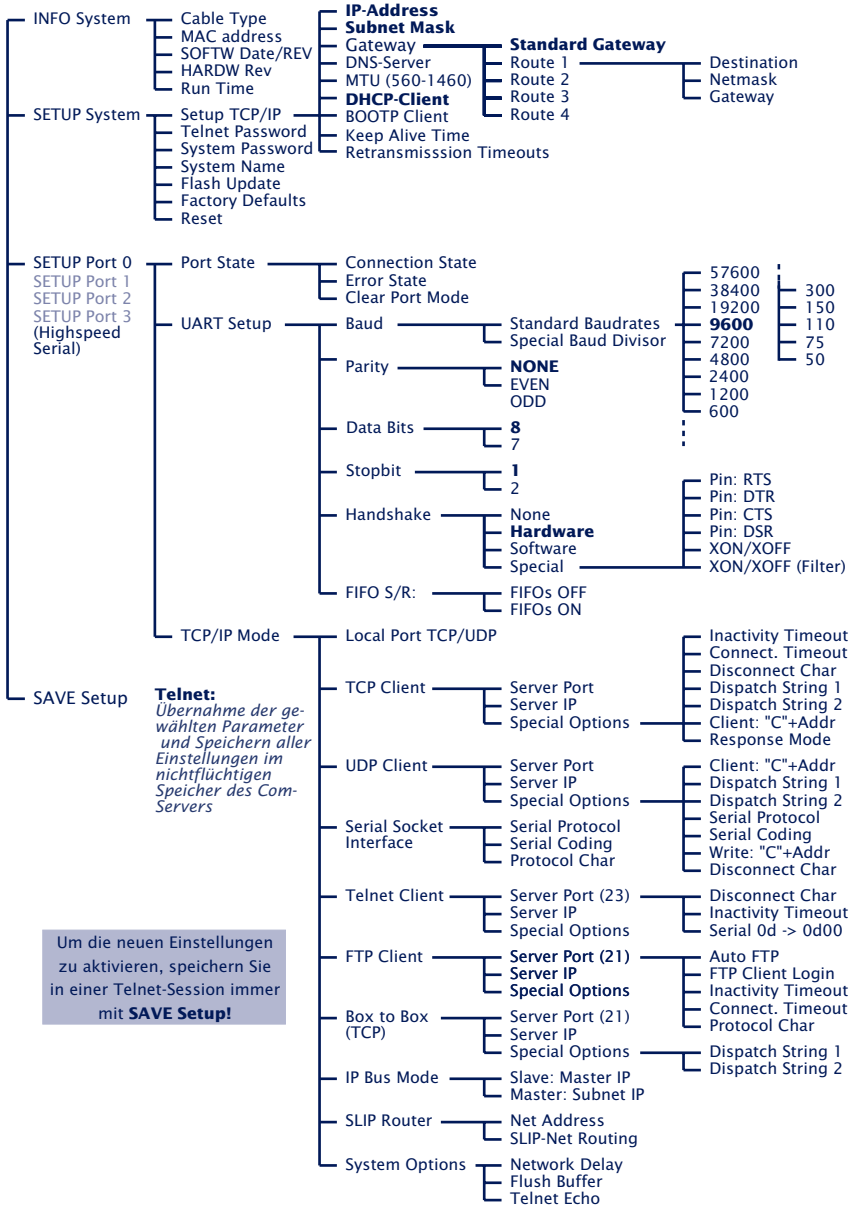 INFO System
Cable Type
MAC address
SOFTW Date/REV
HARDW Rev
Run Time
SETUP System
Setup TCP/IP
Telnet Password
System Password
System Name
Flash Update
Factory Defaults
Reset
IP-Address
Subnet Mask
Gateway
DNS-Server
MTU (560-1460)
DHCP-Client
BOOTP Client
Keep Alive Time
Retransmisssion Timeouts
Standard Gateway
Route 1
Route 2
Route 3
Route 4
Destination
Netmask
Gateway
SETUP Port 0
SETUP Port 1
SETUP Port 2
SETUP Port 3
(Highspeed
Serial)
Port State
Connection State
Error State
Clear Port Mode
UART Setup
Baud
Standard Baudrates
Special Baud Divisor
57600
38400
19200
9600
7200
4800
2400
1200
600
300
150
110
75
50
Parity
NONE
EVEN
ODD
Data Bits
8
7
Stopbit
1
2
Handshake
None
Hardware
Software
Special
Pin: RTS
Pin: DTR
Pin: CTS
Pin: DSR
XON/XOFF
XON/XOFF (Filter)
FIFO S/R:
FIFOs OFF
FIFOs ON
TCP/IP Mode
Local Port TCP/UDP
TCP Client
Server Port
Server IP
Special Options
Inactivity Timeout
Connect. Timeout
Disconnect Char
Dispatch String 1
Dispatch String 2
Client: "C"+Addr
Response Mode
UDP Client
Server Port
Server IP
Special Options
Client: "C"+Addr
Dispatch String 1
Dispatch String 2
Serial Protocol
Serial Coding
Write: "C"+Addr
Disconnect Char
Serial Socket
Interface
Serial Protocol
Serial Coding
Protocol Char
Telnet Client
Server Port (23)
Server IP
Special Options
Disconnect Char
Inactivity Timeout
Serial 0d -> 0d00
FTP Client
Server Port (21)
Server IP
Special Options
Auto FTP
FTP Client Login
Inactivity Timeout
Connect. Timeout
Protocol Char
Box to Box
(TCP)
Server Port (21)
Server IP
Special Options
Dispatch String 1
Dispatch String 2
IP Bus Mode
Slave: Master IP
Master: Subnet IP
SLIP Router
Net Address
SLIP-Net Routing
System Options
Network Delay
Flush Buffer
Telnet Echo
SAVE Setup
Telnet:
Übernahme der ge-
wählten Parameter
und Speichern aller
Einstellungen im
nichtflüchtigen
Speicher des Com-
Servers
Um die neuen Einstellungen
zu aktivieren, speichern Sie
in einer Telnet-Session immer
mit SAVE Setup!